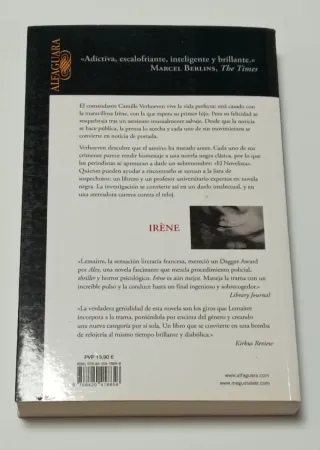 ALFAGUARA
«Adictiva, escalofriante, inteligente y brillante.»
MARCEL BERLINS, The Times
El comandante Camille Verhoeven vive la vida perfecta: está casado con
la maravillosa Irène, con la que espera su primer hijo. Pero su felicidad se
resquebraja tras un asesinato inusualmente salvaje. Desde que la noticia
se hace pública, la prensa lo acecha y cada uno de sus movimientos se
convierte en noticia de portada.
Verhoeven descubre que el asesino ha matado antes. Cada uno de sus
crímenes parece rendir homenaje a una novela negra clásica, por lo
que los periodistas se apresuran a darle un sobrenombre: «El Novelista».
Quienes pueden ayudar a encontrarlo se suman a la lista de
sospechosos: un librero y un profesor universitario expertos en novela
negra. La investigación se convierte así en un duelo intelectual, y en
una carrera contra el reloj.
IRÈNE
«Lemaitre, la sensación literaria francesa, mereció un Dagger Award
por Alex, una novela fascinante que mezcla procedimiento policial,
thriller y horror psicológico. Irène es aún mejor. Maneja la trama con un
increíble pulso y la conduce hasta un final ingenioso y sobrecogedor.»
Library Journal
«La verdadera genialidad de esta novela son los giros que Lemaitre
incorpora a la trama, poniéndola por encima del género y creando
una nueva categoría por sí sola. Un libro que se convierte en una bomba
de relojería al mismo tiempo brillante y diabólica.»
Kirkus Review
PVP 19,90 €
www.alfaguara.com
www.megustaleer.com